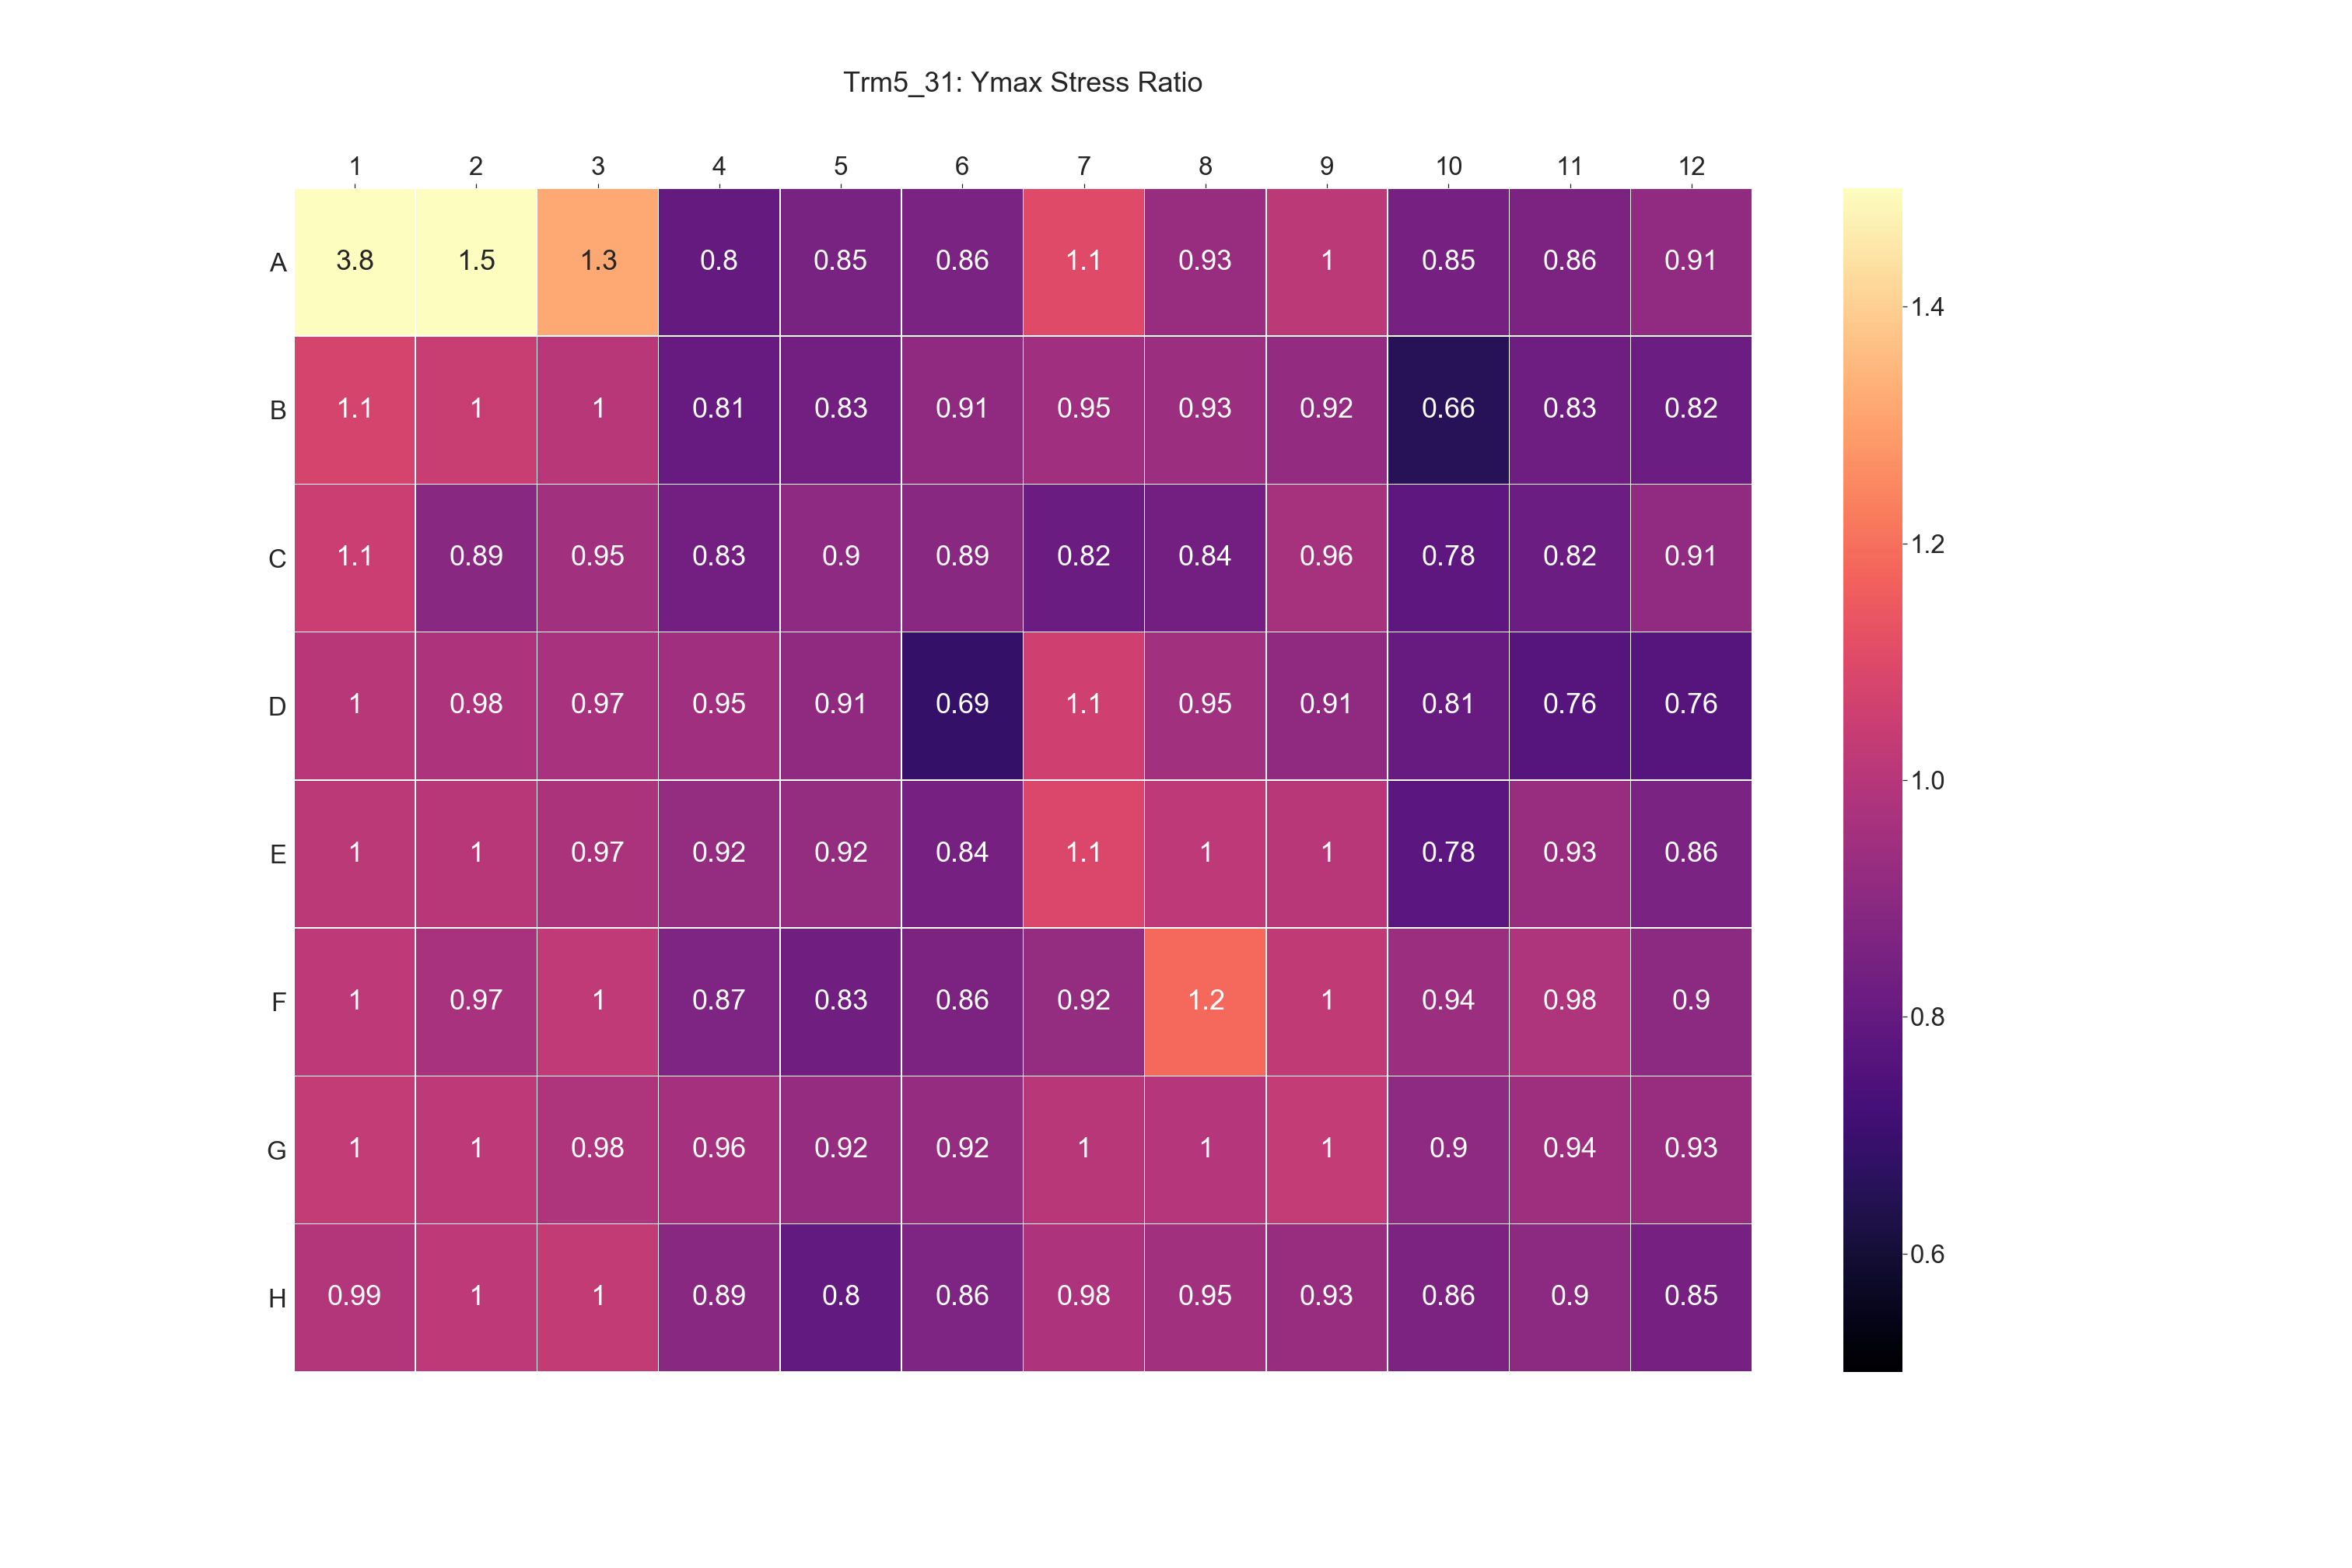 Trm5_31: Ymax Stress Ratio
1 2 3 4 5 6 7 8 9 10 11 12
A 3.8 1.5 1.3 0.8 0.85 0.86 1.1 0.93 1 0.85 0.86 0.91
1.4
B 1.1 1 1 0.81 0.83 0.91 0.95 0.93 0.92 0.66 0.83 0.82
C 1.1 0.89 0.95 0.83 0.9 0.89 0.82 0.84 0.96 0.78 0.82 0.91
1.2
D 1 0.98 0.97 0.95 0.91 0.69 1.1 0.95 0.91 0.81 0.76 0.76
1.0
E 1 1 0.97 0.92 0.92 0.84 1.1 1 1 0.78 0.93 0.86
F 1 0.97 1 0.87 0.83 0.86 0.92 1.2 1 0.94 0.98 0.9
0.8
G 1 1 0.98 0.96 0.92 0.92 1 1 1 0.9 0.94 0.93
0.6
H 0.99 1 1 0.89 0.8 0.86 0.98 0.95 0.93 0.86 0.9 0.85